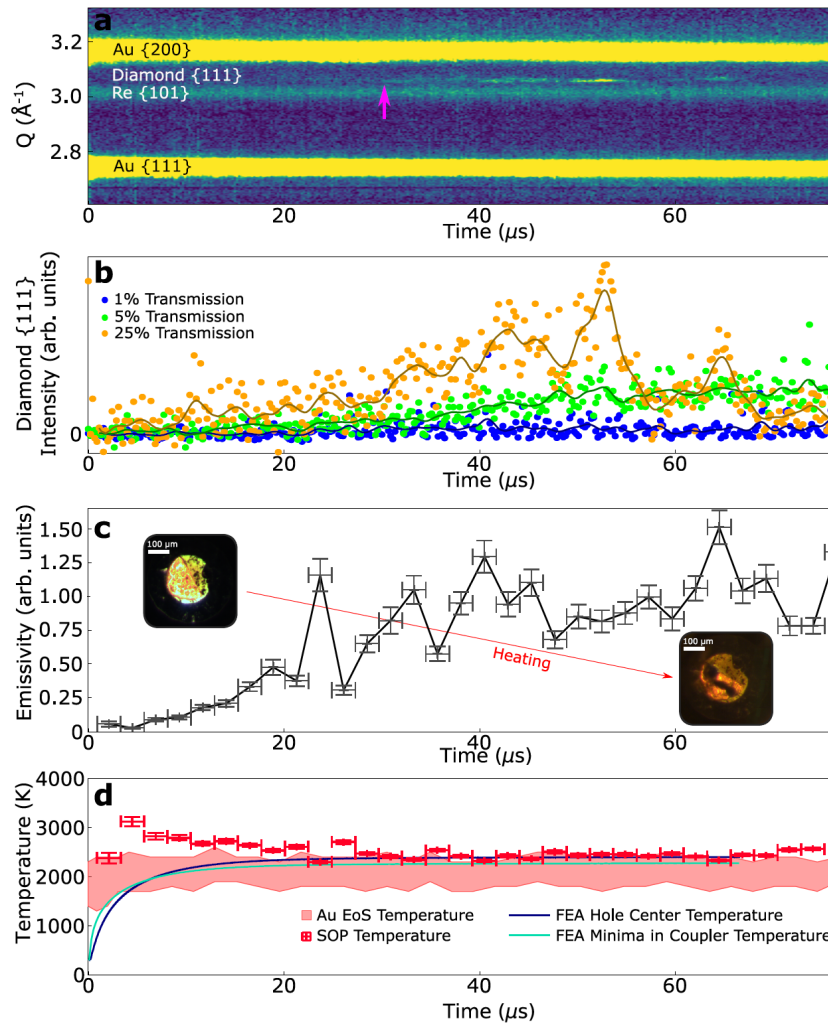 a
3.2
Au {200}
Diamond {111}
3.0
Re {101}
Q (Å⁻¹)
2.8
Au {111}
0
20
40
60
Time (μs)
b
1% Transmission
5% Transmission
25% Transmission
Diamond {111}
Intensity (arb. units)
0
0
20
40
60
Time (μs)
c
1.50
1.25
1.00
0.75
0.50
0.25
0
Emissivity (arb. units)
100 μm
Heating
100 μm
0
20
40
60
Time (μs)
d
4000
3000
2000
1000
0
Temperature (K)
Au EoS Temperature
FEA Hole Center Temperature
SOP Temperature
FEA Minima in Coupler Temperature
0
20
40
60
Time (μs)